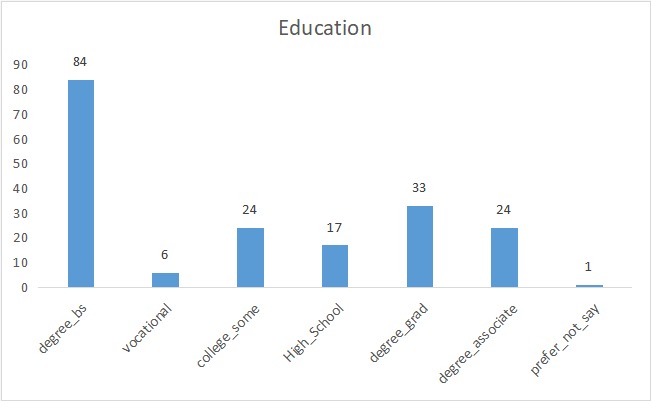 Education
90
80
70
60
50
40
30
20
10
0
84
6
24
17
33
24
1
degree_bs
vocational
college_some
High_School
degree_grad
degree_associate
prefer_not_say